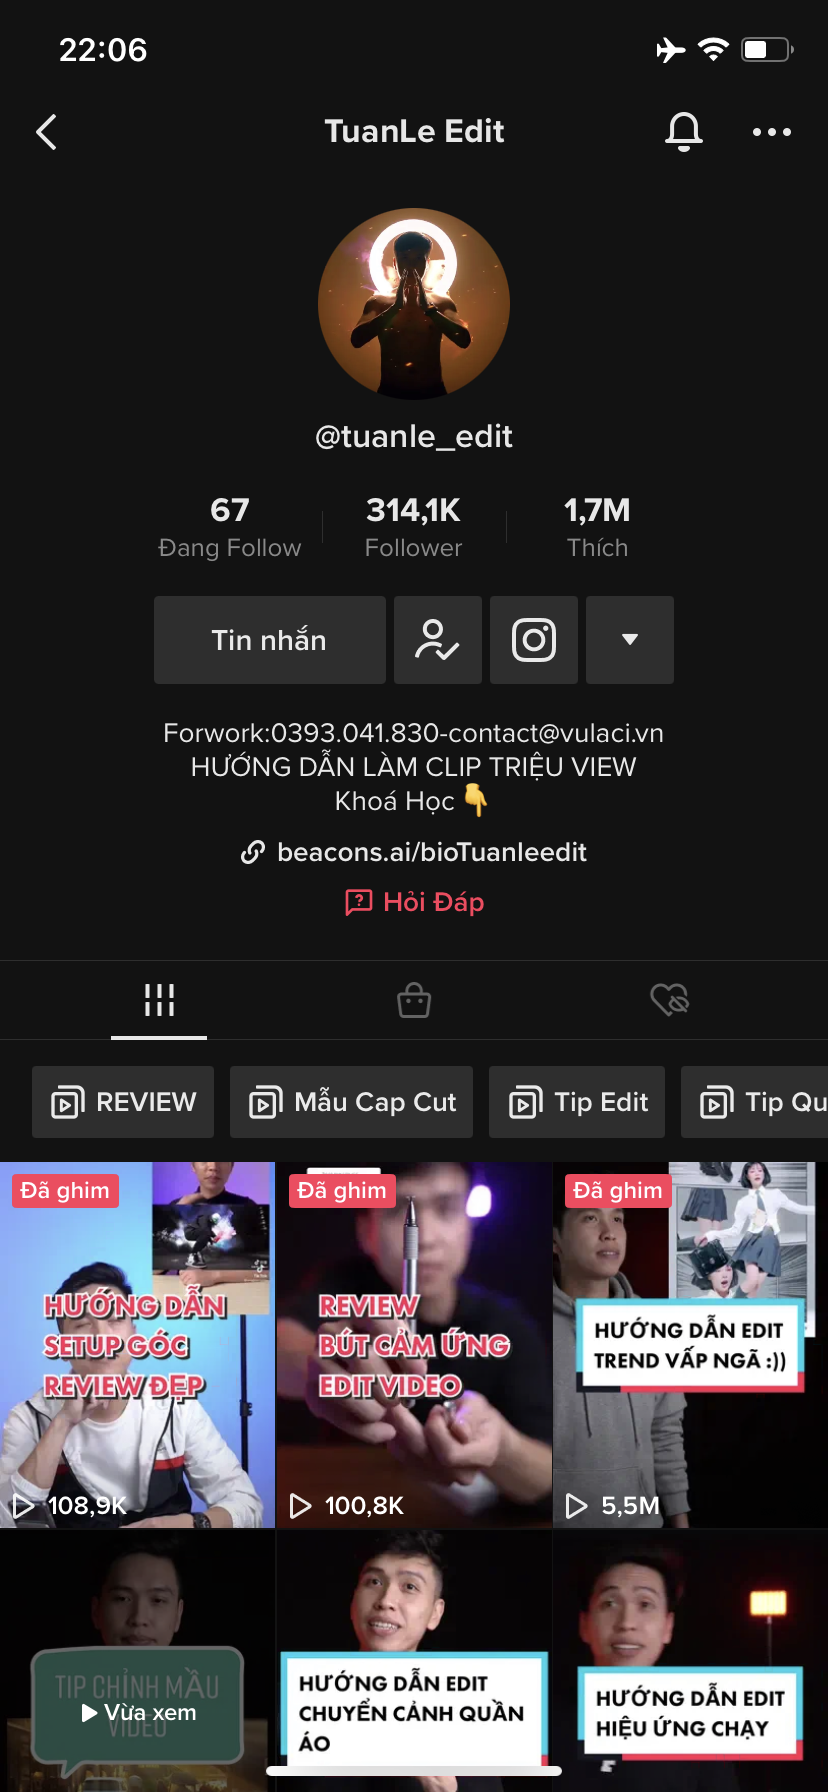 22:06
TuanLe Edit
@tuanle_edit
67
Đang Follow
314,1K
Follower
1,7M
Thích
Tin nhắn
Forwork:0393.041.830-contact@vulaci.vn
HƯỚNG DẪN LÀM CLIP TRIỆU VIEW
Khoá Học 👇
beacons.ai/bioTuanleedit
Hỏi Đáp
REVIEW
Mẫu Cap Cut
Tip Edit
Tip Qu
Đã ghim
HƯỚNG DẪN
SETUP GÓC
REVIEW ĐẸP
108,9K
Đã ghim
REVIEW
BÚT CẢM ỨNG
EDIT VIDEO
100,8K
Đã ghim
HƯỚNG DẪN EDIT
TREND VẤP NGÃ :))
5,5M
TIP CHỈNH MÀU
VIDEO
Vừa xem
HƯỚNG DẪN EDIT
CHUYỂN CẢNH QUẦN
ÁO
HƯỚNG DẪN EDIT
HIỆU ỨNG CHẠY